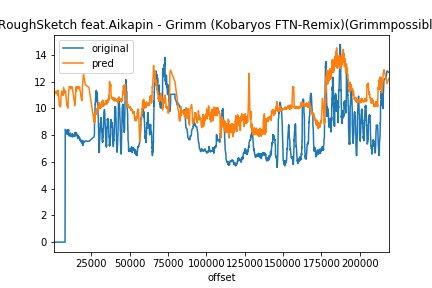 RoughSketch feat.Aikapin - Grimm (Kobaryos FTN-Remix)(Grimmpossibl
original
pred
14
12
10
8
6
4
2
0
25000 50000 75000 100000 125000 150000 175000 200000
offset